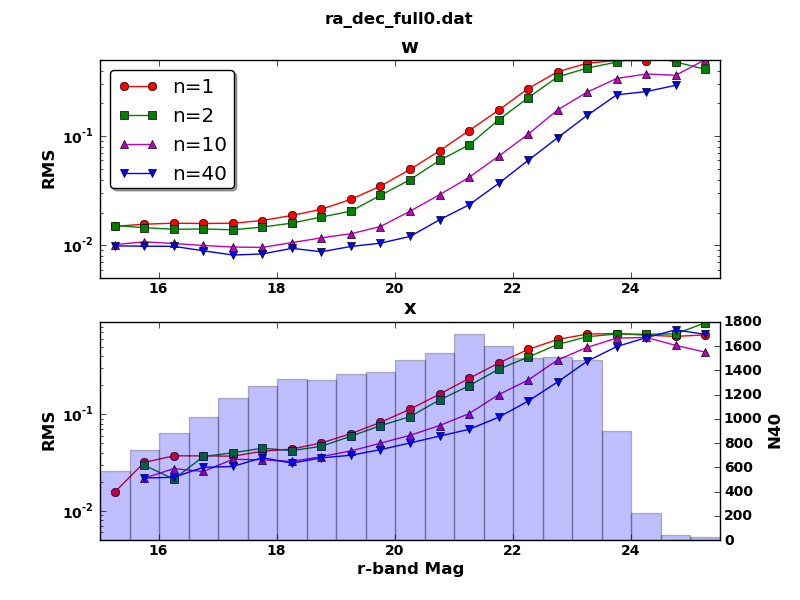 ra_dec_full0.dat
w
n=1
n=2
n=10
n=40
RMS
10^-1
10^-2
16 18 20 22 24
x
RMS
10^-1
10^-2
1800
1600
1400
1200
1000
800
600
400
200
0
N40
16 18 20 22 24
r-band Mag